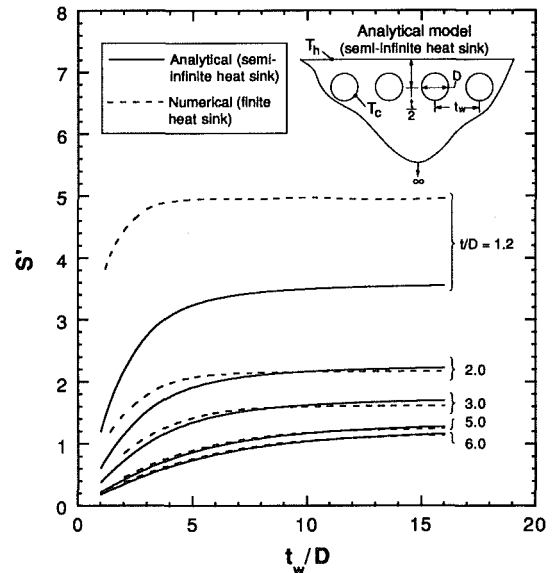 8
7
6
5
4
3
2
1
0
S'
0
5
10
15
20
t_w/D
Analytical (semi-
infinite heat sink)
Numerical (finite
heat sink)
Analytical model
(semi-infinite heat sink)
T_h
D
T_c
t
2
t_w
∞
t/D = 1.2
2.0
3.0
5.0
6.0